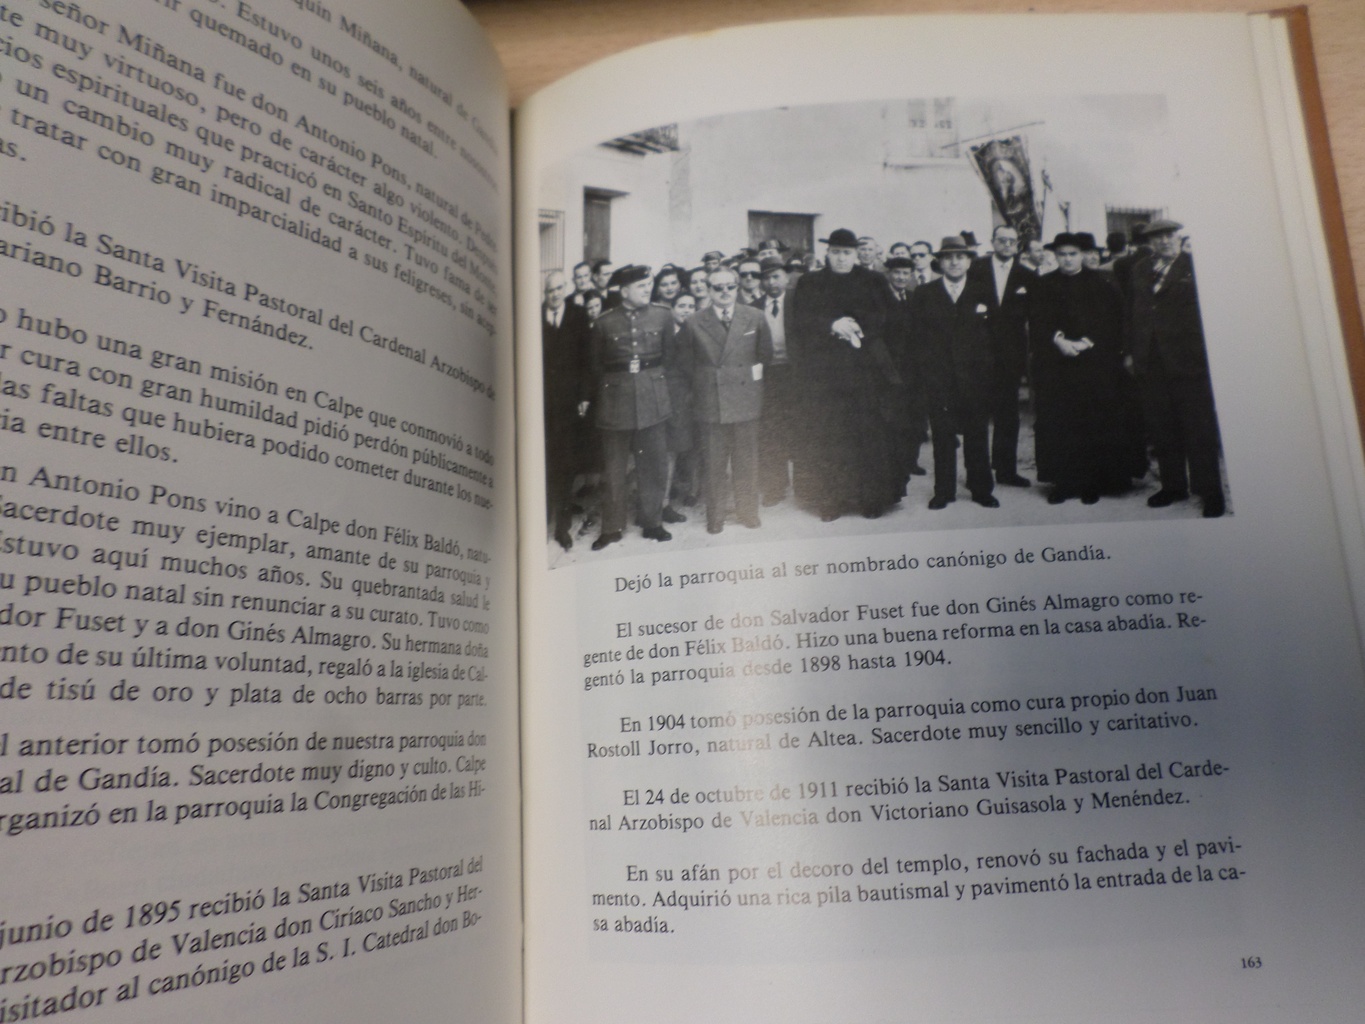 quín Miñana, natural de
Estuvo unos seis años entre
quemado en su pueblo natal.
señor Miñana fue don Antonio Pons, natural de
te muy virtuoso, pero de carácter algo violento. Después
cios espirituales que practicó en Santo Espíritu del Monte,
un cambio muy radical de carácter. Tuvo fama de ser
tratar con gran imparcialidad a sus feligreses, sin
as.
cibió la Santa Visita Pastoral del Cardenal Arzobispo de
ariano Barrio y Fernández.
o hubo una gran misión en Calpe que conmovió a todo
r cura con gran humildad pidió perdón públicamente a
las faltas que hubiera podido cometer durante los nue-
ia entre ellos.
n Antonio Pons vino a Calpe don Félix Baldó, natu-
Sacerdote muy ejemplar, amante de su parroquia y
Estuvo aquí muchos años. Su quebrantada salud le
u pueblo natal sin renunciar a su curato. Tuvo como
dor Fuset y a don Ginés Almagro. Su hermana doña
nto de su última voluntad, regaló a la iglesia de Cal-
de tisú de oro y plata de ocho barras por parte.
l anterior tomó posesión de nuestra parroquia don
al de Gandía. Sacerdote muy digno y culto. Calpe
rganizó en la parroquia la Congregación de las Hi-
junio de 1895 recibió la Santa Visita Pastoral del
rzobispo de Valencia don Ciríaco Sancho y Her-
isitador al canónigo de la S. I. Catedral don Bo-
Dejó la parroquia al ser nombrado canónigo de Gandía.
El sucesor de don Salvador Fuset fue don Ginés Almagro como re-
gente de don Félix Baldó. Hizo una buena reforma en la casa abadía. Re-
gentó la parroquia desde 1898 hasta 1904.
En 1904 tomó posesión de la parroquia como cura propio don Juan
Rostoll Jorro, natural de Altea. Sacerdote muy sencillo y caritativo.
El 24 de octubre de 1911 recibió la Santa Visita Pastoral del Carde-
nal Arzobispo de Valencia don Victoriano Guisasola y Menéndez.
En su afán por el decoro del templo, renovó su fachada y el pavi-
mento. Adquirió una rica pila bautismal y pavimentó la entrada de la ca-
sa abadía.
163